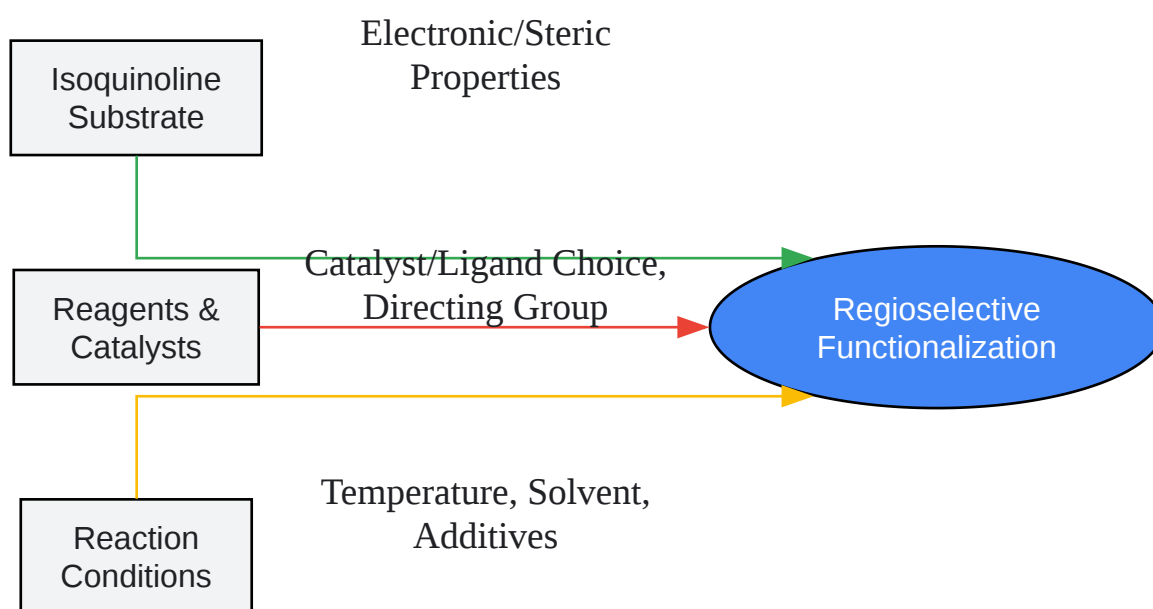 Electronic/Steric
Properties
Isoquinoline
Substrate
Catalyst/Ligand Choice,
Directing Group
Reagents &
Catalysts
Regioselective
Functionalization
Temperature, Solvent,
Additives
Reaction
Conditions